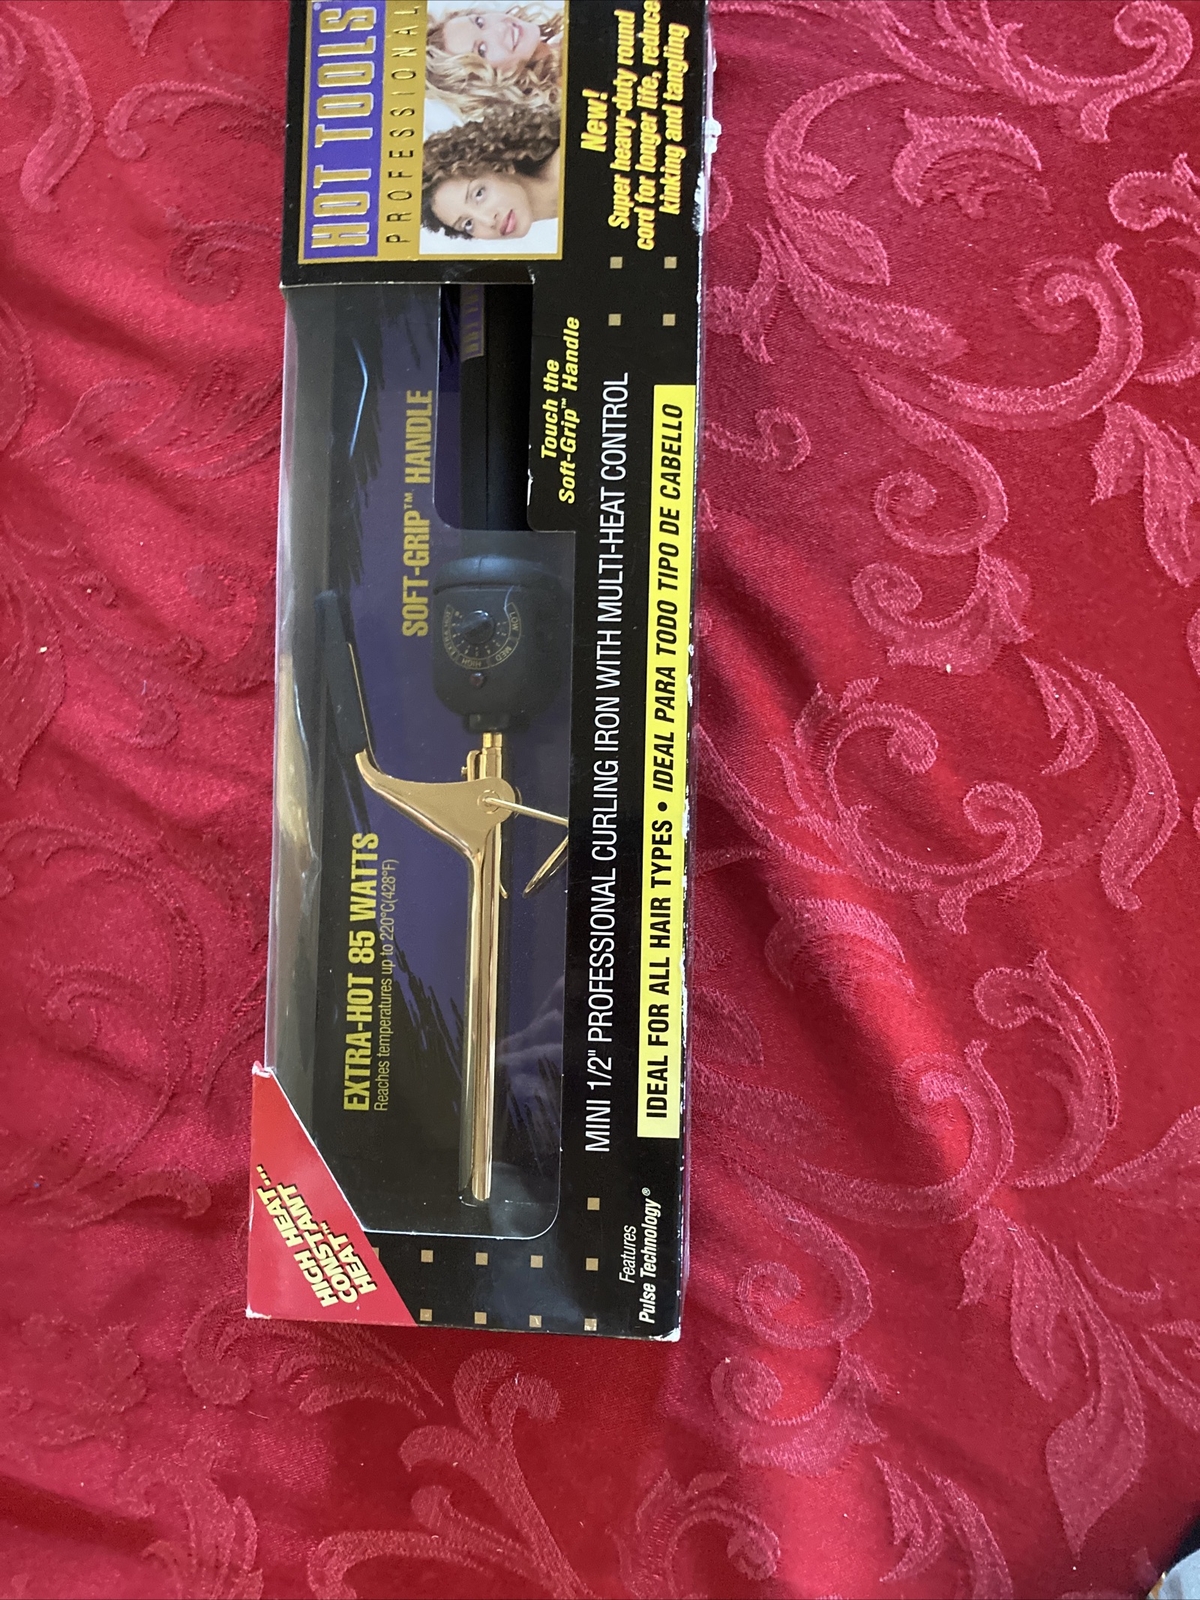 HOT TOOLS®
PROFESSIONAL
New!
Super heavy-duty round
cord for longer life, reduce
kinking and tangling
Touch the
Soft-Grip™ Handle
SOFT-GRIP™ HANDLE
LOW
MED
HIGH
EXTRA-HOT 85 WATTS
Reaches temperatures up to 220°C(428°F)
MINI 1/2" PROFESSIONAL CURLING IRON WITH MULTI-HEAT CONTROL
IDEAL FOR ALL HAIR TYPES • IDEAL PARA TODO TIPO DE CABELLO
HIGH HEAT...
CONSTANT
HEAT...
Features
Pulse Technology®